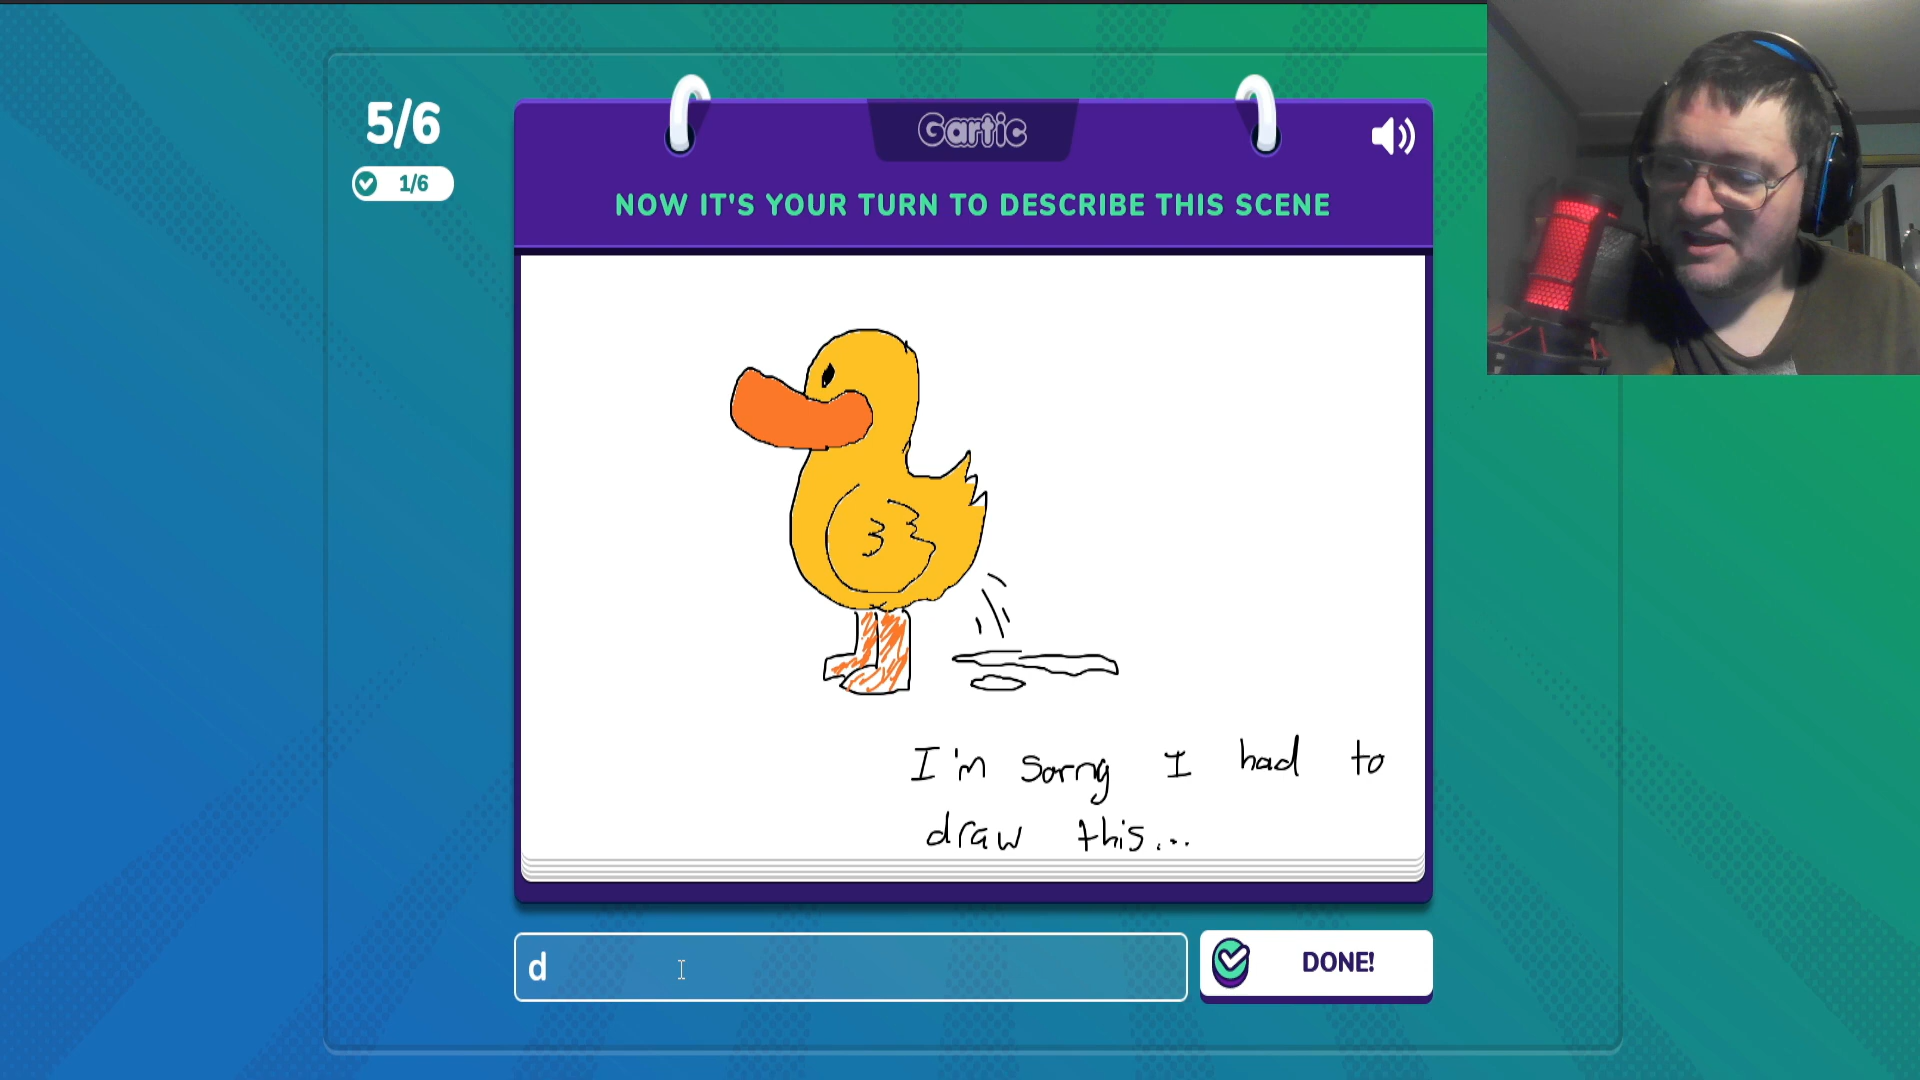 5/6
1/6
Gartic
NOW IT'S YOUR TURN TO DESCRIBE THIS SCENE
I'm sorry I had to
draw this...
d
DONE!